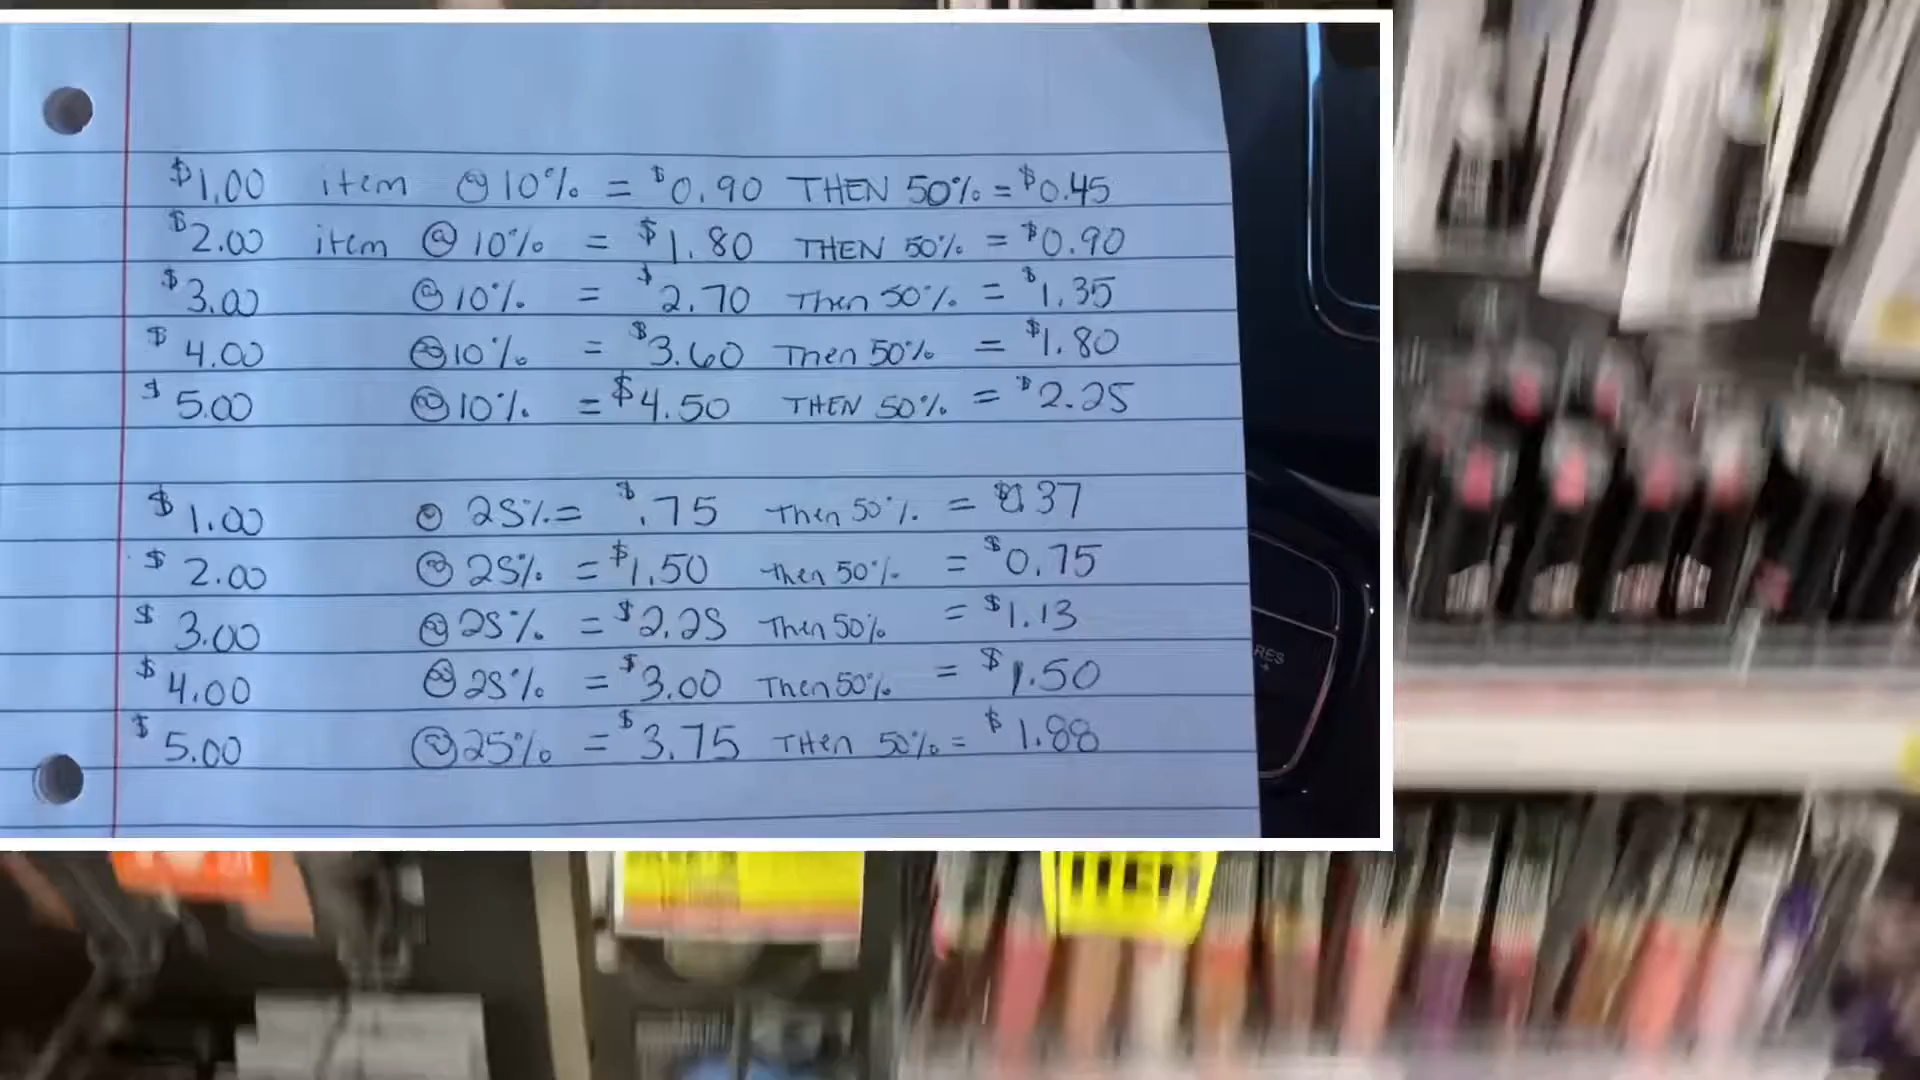 $1.00 item @ 10% = $0.90 THEN 50% = $0.45
$2.00 item @ 10% = $1.80 THEN 50% = $0.90
$3.00 @ 10% = $2.70 Then 50% = $1.35
$4.00 @ 10% = $3.60 Then 50% = $1.80
$5.00 @ 10% = $4.50 THEN 50% = $2.25
$1.00 @ 25% = $.75 Then 50% = $0.37
$2.00 @ 25% = $1.50 then 50% = $0.75
$3.00 @ 25% = $2.25 Then 50% = $1.13
$4.00 @ 25% = $3.00 Then 50% = $1.50
$5.00 @ 25% = $3.75 THen 50% = $1.88
RES
+